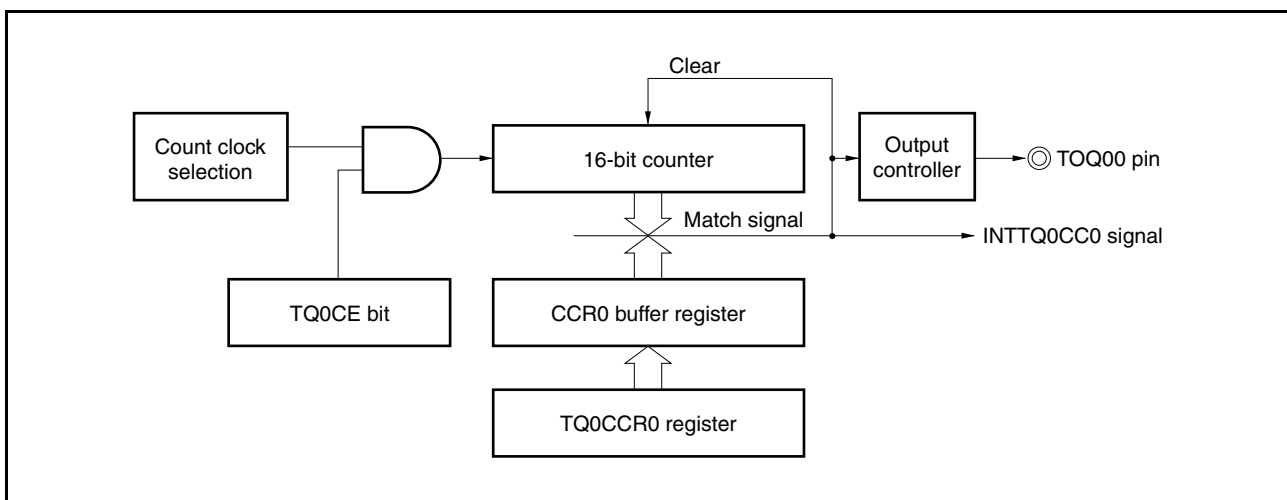 Clear
Count clock
selection
16-bit counter
Output
controller
TOQ00 pin
Match signal
INTTQ0CC0 signal
TQ0CE bit
CCR0 buffer register
TQ0CCR0 register